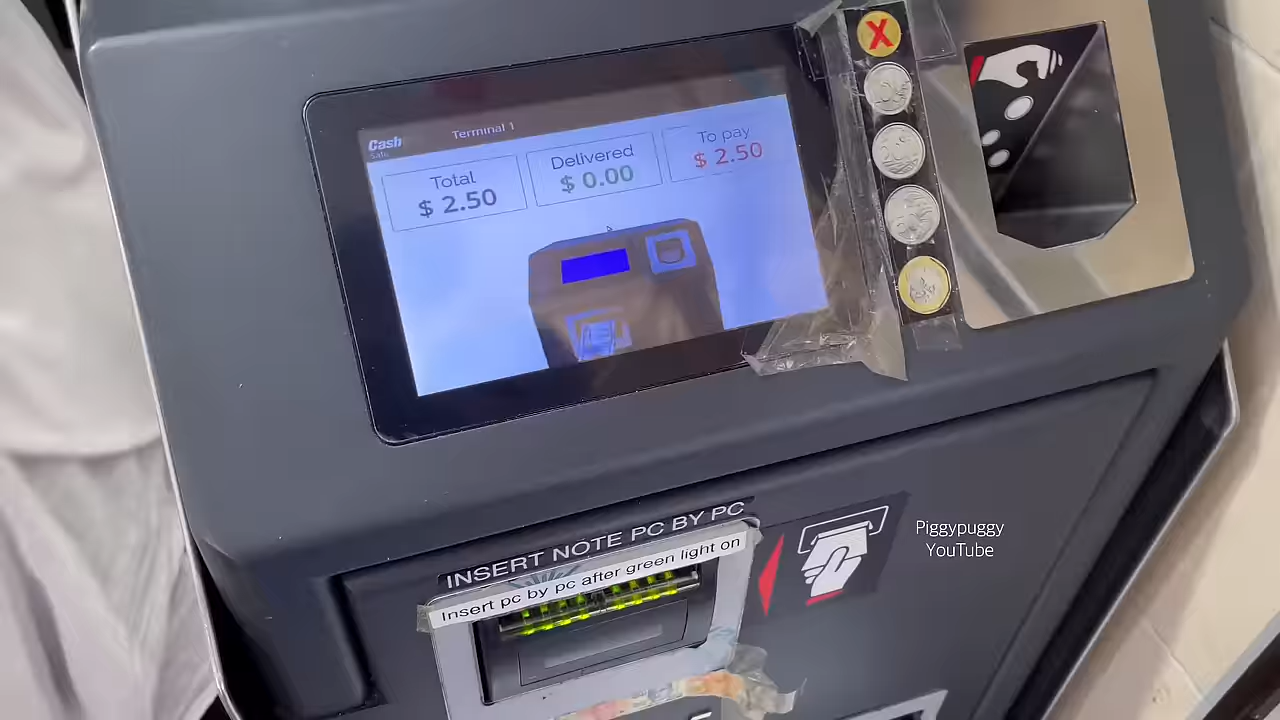 Cash
Terminal 1
Total
$ 2.50
Delivered
$ 0.00
To pay
$ 2.50
X
INSERT NOTE PC BY PC
Insert pc by pc after green light on
Piggypuggy
YouTube